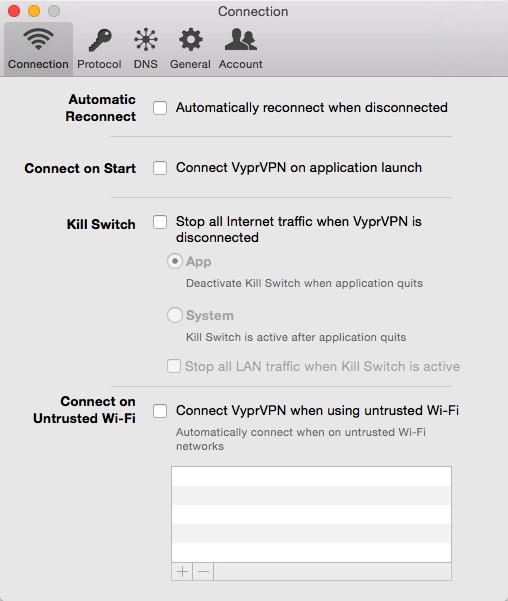 Connection
Connection Protocol DNS General Account
Automatic
Reconnect
Automatically reconnect when disconnected
Connect on Start
Connect VyprVPN on application launch
Kill Switch
Stop all Internet traffic when VyprVPN is
disconnected
App
Deactivate Kill Switch when application quits
System
Kill Switch is active after application quits
Stop all LAN traffic when Kill Switch is active
Connect on
Untrusted Wi-Fi
Connect VyprVPN when using untrusted Wi-Fi
Automatically connect when on untrusted Wi-Fi
networks